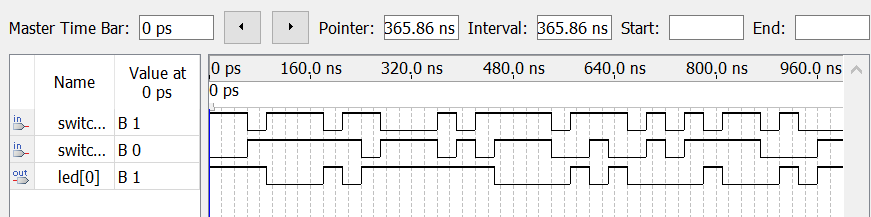 Master Time Bar: 0 ps Pointer: 365.86 ns Interval: 365.86 ns Start: End:
Name Value at 0 ps 0 ps 160.0 ns 320.0 ns 480.0 ns 640.0 ns 800.0 ns 960.0 ns
0 ps
in switc... B 1
in switc... B 0
out led[0] B 1